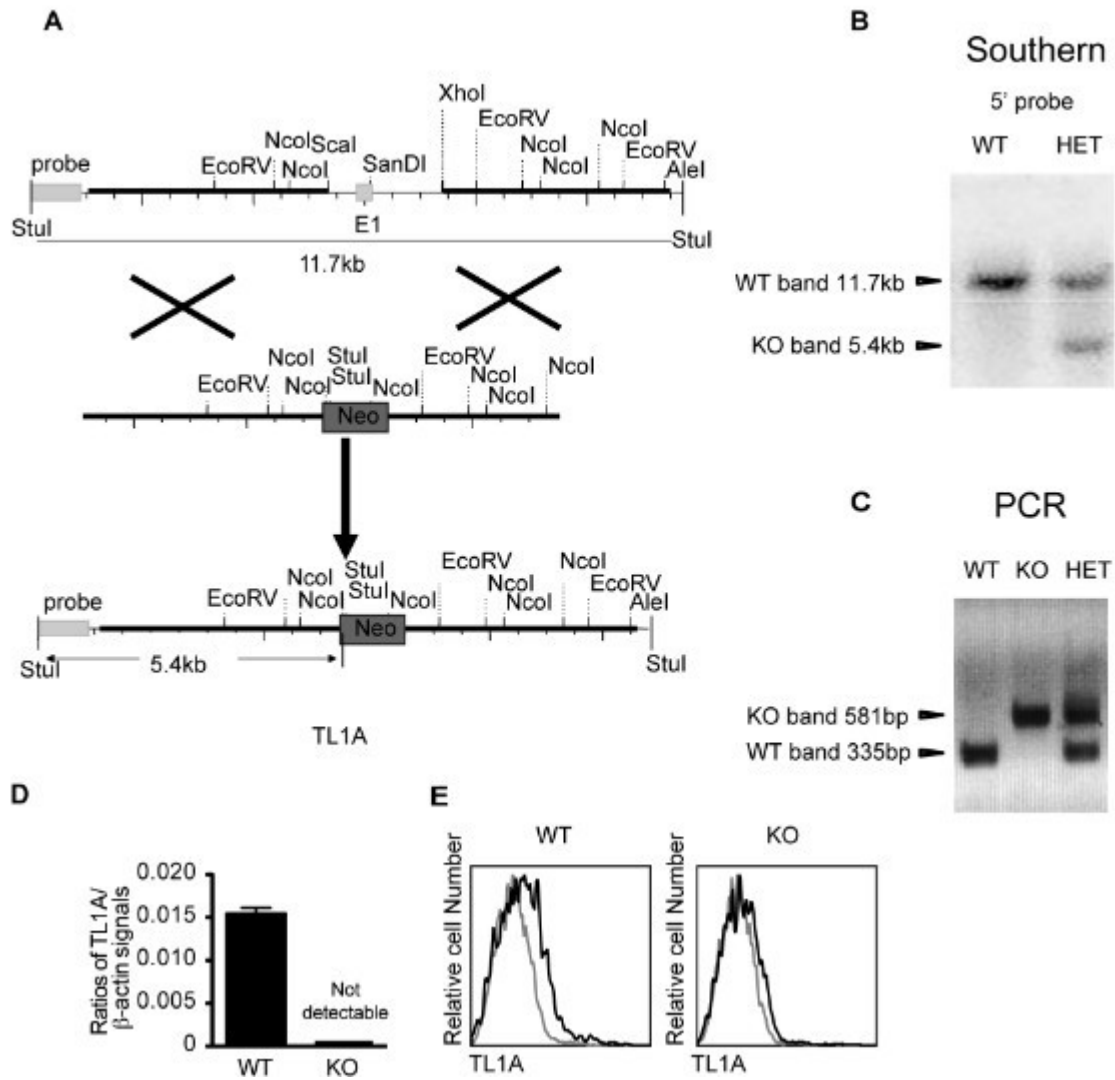 A
XhoI
EcoRV
NcoI ScaI
NcoI
probe
EcoRV NcoI
SanDI
NcoI
NcoI
EcoRV
AleI
StuI
E1
StuI
11.7kb
NcoI
StuI
StuI
EcoRV
NcoI
EcoRV NcoI
NcoI
NcoI
NcoI
Neo
EcoRV
NcoI
NcoI
StuI
StuI
NcoI
EcoRV
probe
EcoRV
NcoI
NcoI
NcoI
AleI
Neo
StuI
5.4kb
StuI
TL1A
B
Southern
5' probe
WT HET
WT band 11.7kb
KO band 5.4kb
C
PCR
WT KO HET
KO band 581bp
WT band 335bp
D
Ratios of TL1A/
β-actin signals
0.020
0.015
0.010
0.005
0
Not
detectable
WT KO
E
WT
Relative cell Number
TL1A
KO
Relative cell Number
TL1A